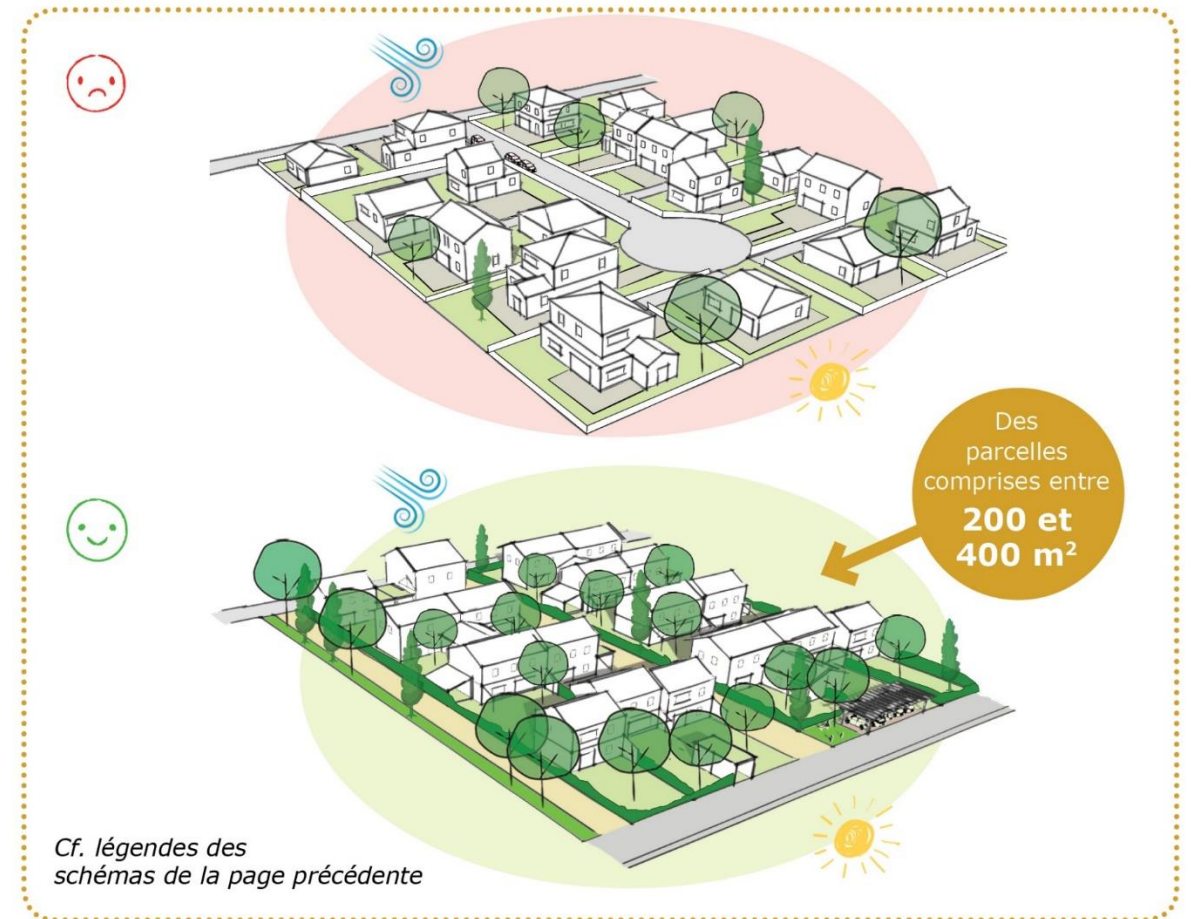 Des
parcelles
comprises entre
200 et
400 m²
Cf. légendes des
schémas de la page précédente